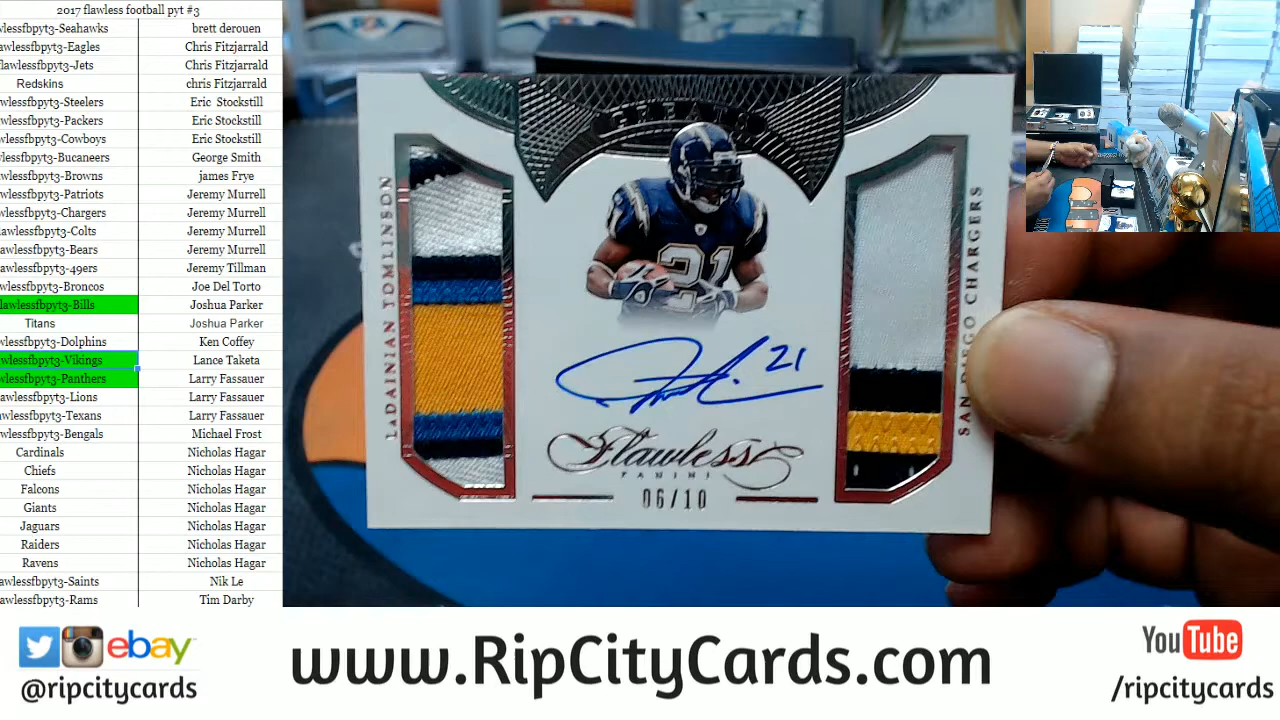 2017 flawless football pyt #3
wlessfbpyt3-Seahawks brett derouen
awlessfbpyt3-Eagles Chris Fitzjarrald
flawlessfbpyt3-Jets Chris Fitzjarrald
Redskins chris Fitzjarrald
wlessfbpyt3-Steelers Eric Stockstill
wlessfbpyt3-Packers Eric Stockstill
wlessfbpyt3-Cowboys Eric Stockstill
essfbpyt3-Bucaneers George Smith
wlessfbpyt3-Browns james Frye
wlessfbpyt3-Patriots Jeremy Murrell
lessfbpyt3-Chargers Jeremy Murrell
lawlessfbpyt3-Colts Jeremy Murrell
awlessfbpyt3-Bears Jeremy Murrell
awlessfbpyt3-49ers Jeremy Tillman
wlessfbpyt3-Broncos Joe Del Torto
lawlessfbpyt3-Bills Joshua Parker
Titans Joshua Parker
wlessfbpyt3-Dolphins Ken Coffey
wlessfbpyt3-Vikings Lance Taketa
wlessfbpyt3-Panthers Larry Fassauer
awlessfbpyt3-Lions Larry Fassauer
wlessfbpyt3-Texans Larry Fassauer
wlessfbpyt3-Bengals Michael Frost
Cardinals Nicholas Hagar
Chiefs Nicholas Hagar
Falcons Nicholas Hagar
Giants Nicholas Hagar
Jaguars Nicholas Hagar
Raiders Nicholas Hagar
Ravens Nicholas Hagar
awlessfbpyt3-Saints Nik Le
awlessfbpyt3-Rams Tim Darby
LaDAINIAN TOMLINSON
21
21
Flawless
PANINI
06/10
SAN DIEGO CHARGERS
ebay
@ripcitycards
www.RipCityCards.com
YouTube
/ripcitycards